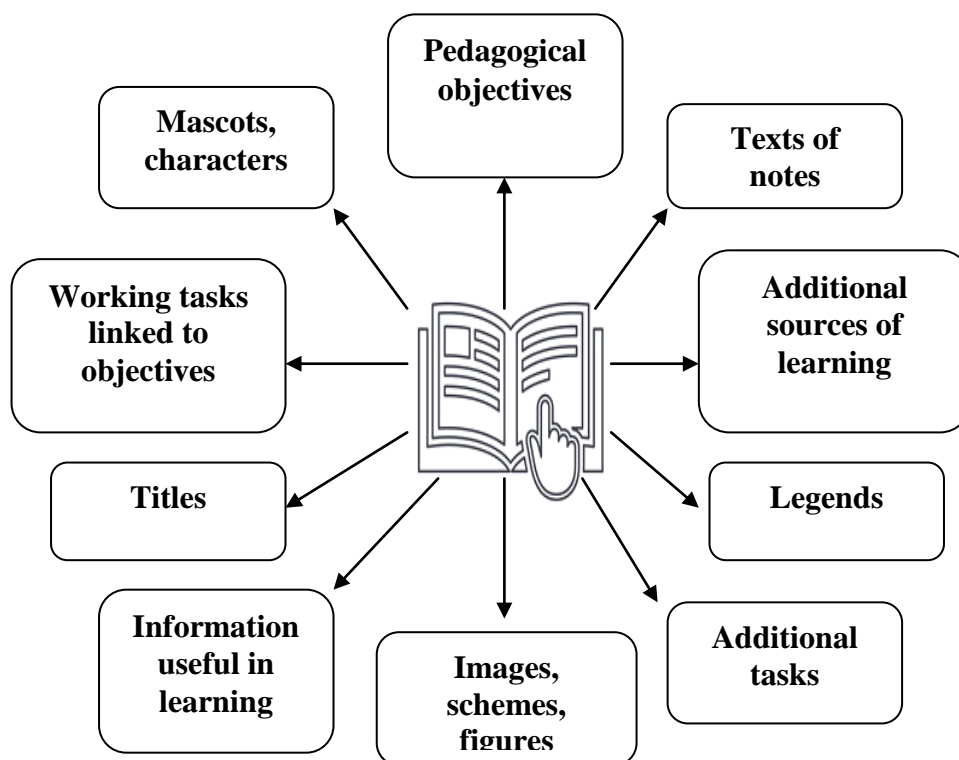 Pedagogical
objectives
Mascots,
characters
Texts of
notes
Working tasks
linked to
objectives
Additional
sources of
learning
Titles
Legends
Information
useful in
learning
Images,
schemes,
figures
Additional
tasks